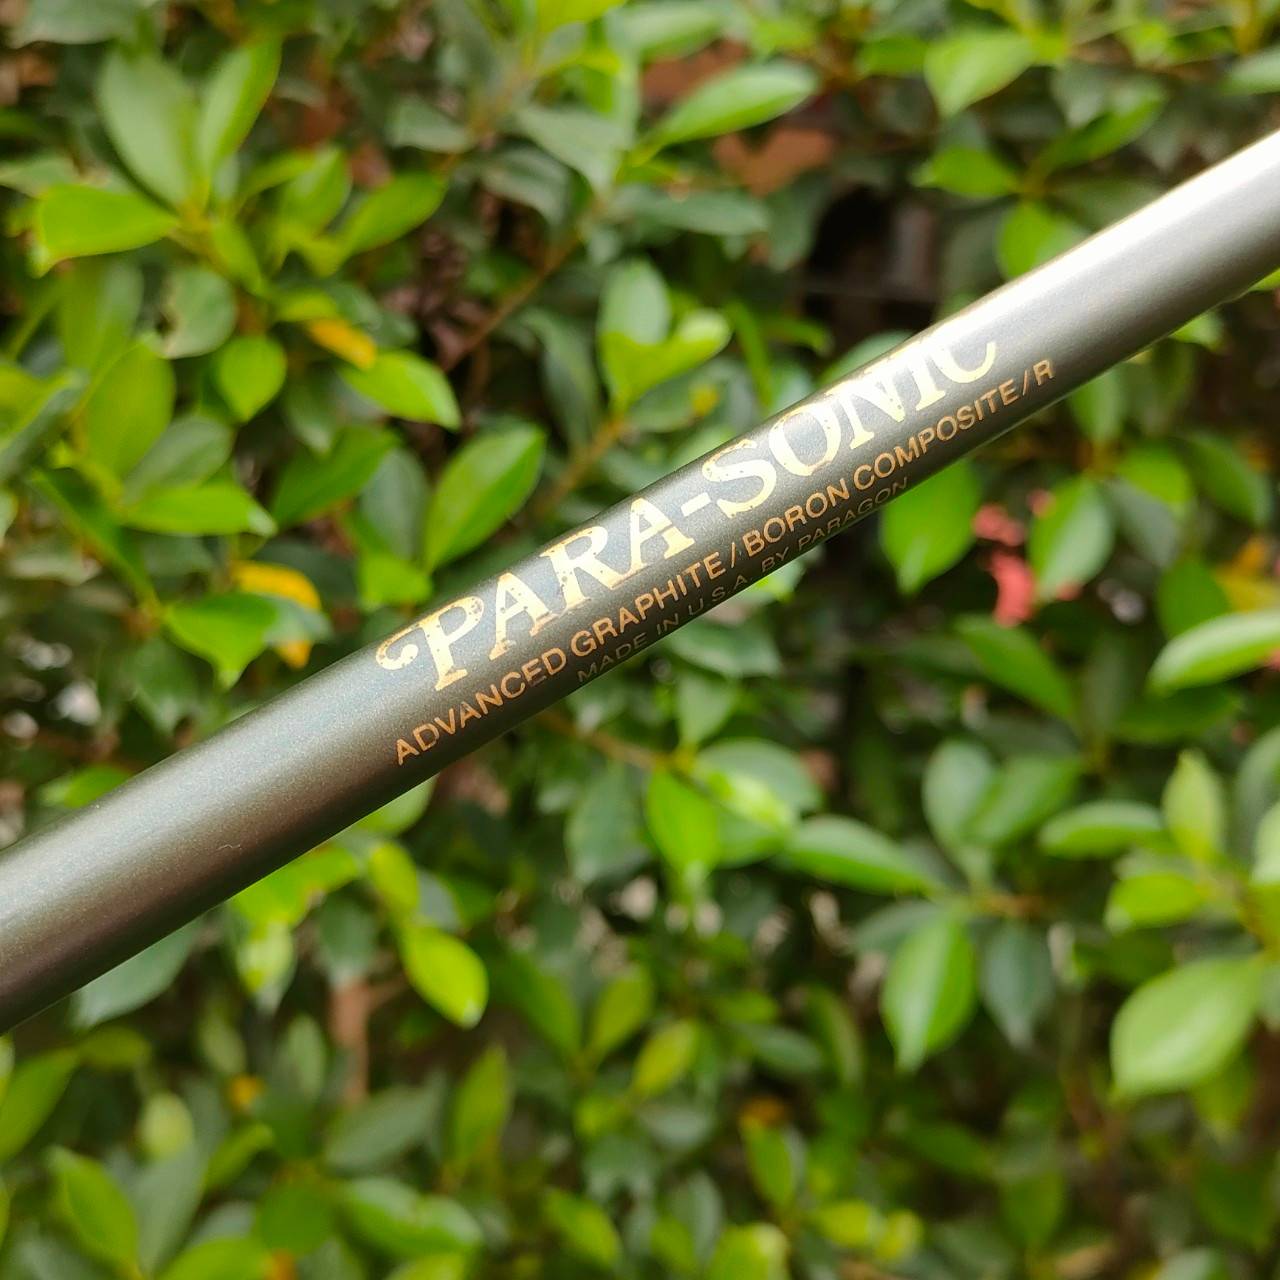 PARA-SONIC
ADVANCED GRAPHITE/BORON COMPOSITE/R
MADE IN U.S.A. BY PARAGON